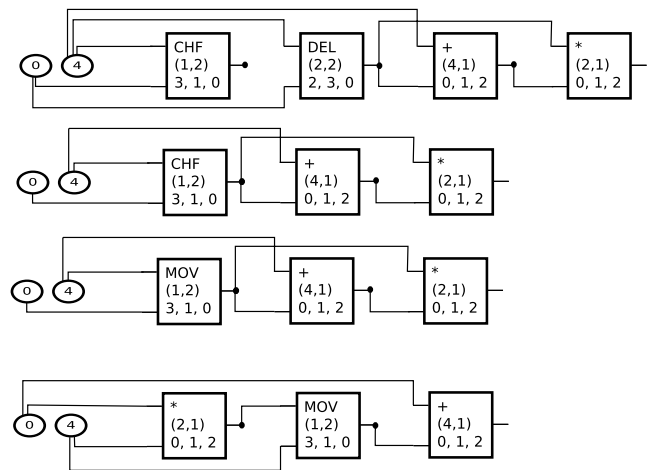 0 4 CHF (1,2) 3, 1, 0 DEL (2,2) 2, 3, 0 + (4,1) 0, 1, 2 * (2,1) 0, 1, 2
0 4 CHF (1,2) 3, 1, 0 + (4,1) 0, 1, 2 * (2,1) 0, 1, 2
0 4 MOV (1,2) 3, 1, 0 + (4,1) 0, 1, 2 * (2,1) 0, 1, 2
0 4 * (2,1) 0, 1, 2 MOV (1,2) 3, 1, 0 + (4,1) 0, 1, 2